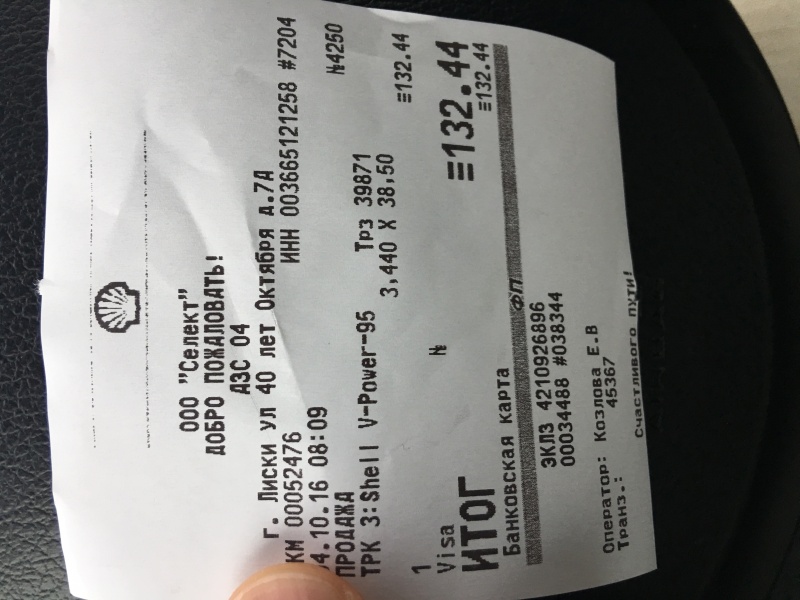 ООО "Селект"
ДОБРО ПОЖАЛОВАТЬ!
АЗС 04
г. Лиски ул 40 лет Октября д.7А
КМ 00052476 ИНН 003665121258 #7204
4.10.16 08:09
ПРОДАЖА №4250
ТРК 3:Shell V-Power-95 Трз 39871
3,440 X 38,50
1 ≡132.44
Visa №
ИТОГ ≡132.44
Банковская карта ≡132.44
ФП
ЭКЛЗ 4210926896
00034488 #038344
Оператор: Козлова Е.В
Транз.: 45367
Счастливого пути!